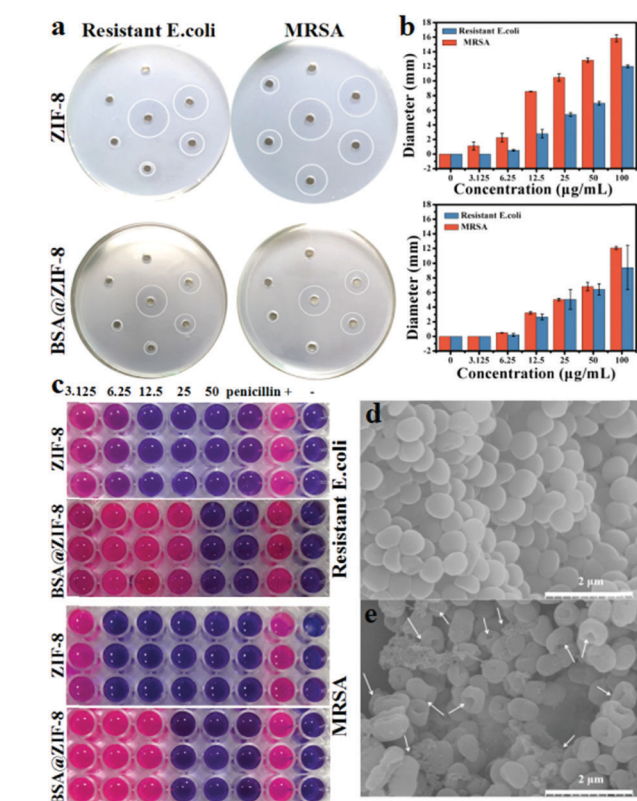 a
Resistant E.coli
MRSA
ZIF-8
BSA@ZIF-8
b
18
16
14
12
10
8
6
4
2
0
-2
Diameter (mm)
Resistant E.coli
MRSA
0 3.125 6.25 12.5 25 50 100
Concentration (µg/mL)
18
16
14
12
10
8
6
4
2
0
-2
Diameter (mm)
Resistant E.coli
MRSA
0 3.125 6.25 12.5 25 50 100
Concentration (µg/mL)
c
3.125 6.25 12.5 25 50 penicillin + -
ZIF-8
BSA@ZIF-8
Resistant E.coli
ZIF-8
BSA@ZIF-8
MRSA
d
2 µm
e
2 µm